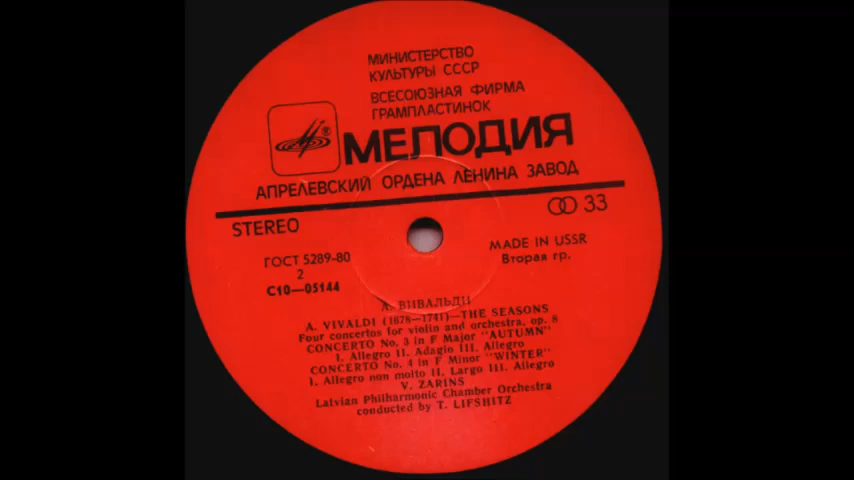 МИНИСТЕРСТВО
КУЛЬТУРЫ СССР
ВСЕСОЮЗНАЯ ФИРМА
ГРАМПЛАСТИНОК
® МЕЛОДИЯ
АПРЕЛЕВСКИЙ ОРДЕНА ЛЕНИНА ЗАВОД
STEREO
33
ГОСТ 5289-80
MADE IN USSR
2
Вторая гр.
С10—05144
А. ВИВАЛЬДИ
A. VIVALDI (1678—1741)—THE SEASONS
Four concertos for violin and orchestra, op. 8
CONCERTO No. 3 in F Major "AUTUMN"
I. Allegro II. Adagio III. Allegro
CONCERTO No. 4 in F Minor "WINTER"
I. Allegro non molto II. Largo III. Allegro
V. ZARINS
Latvian Philharmonic Chamber Orchestra
conducted by T. LIFSHITZ